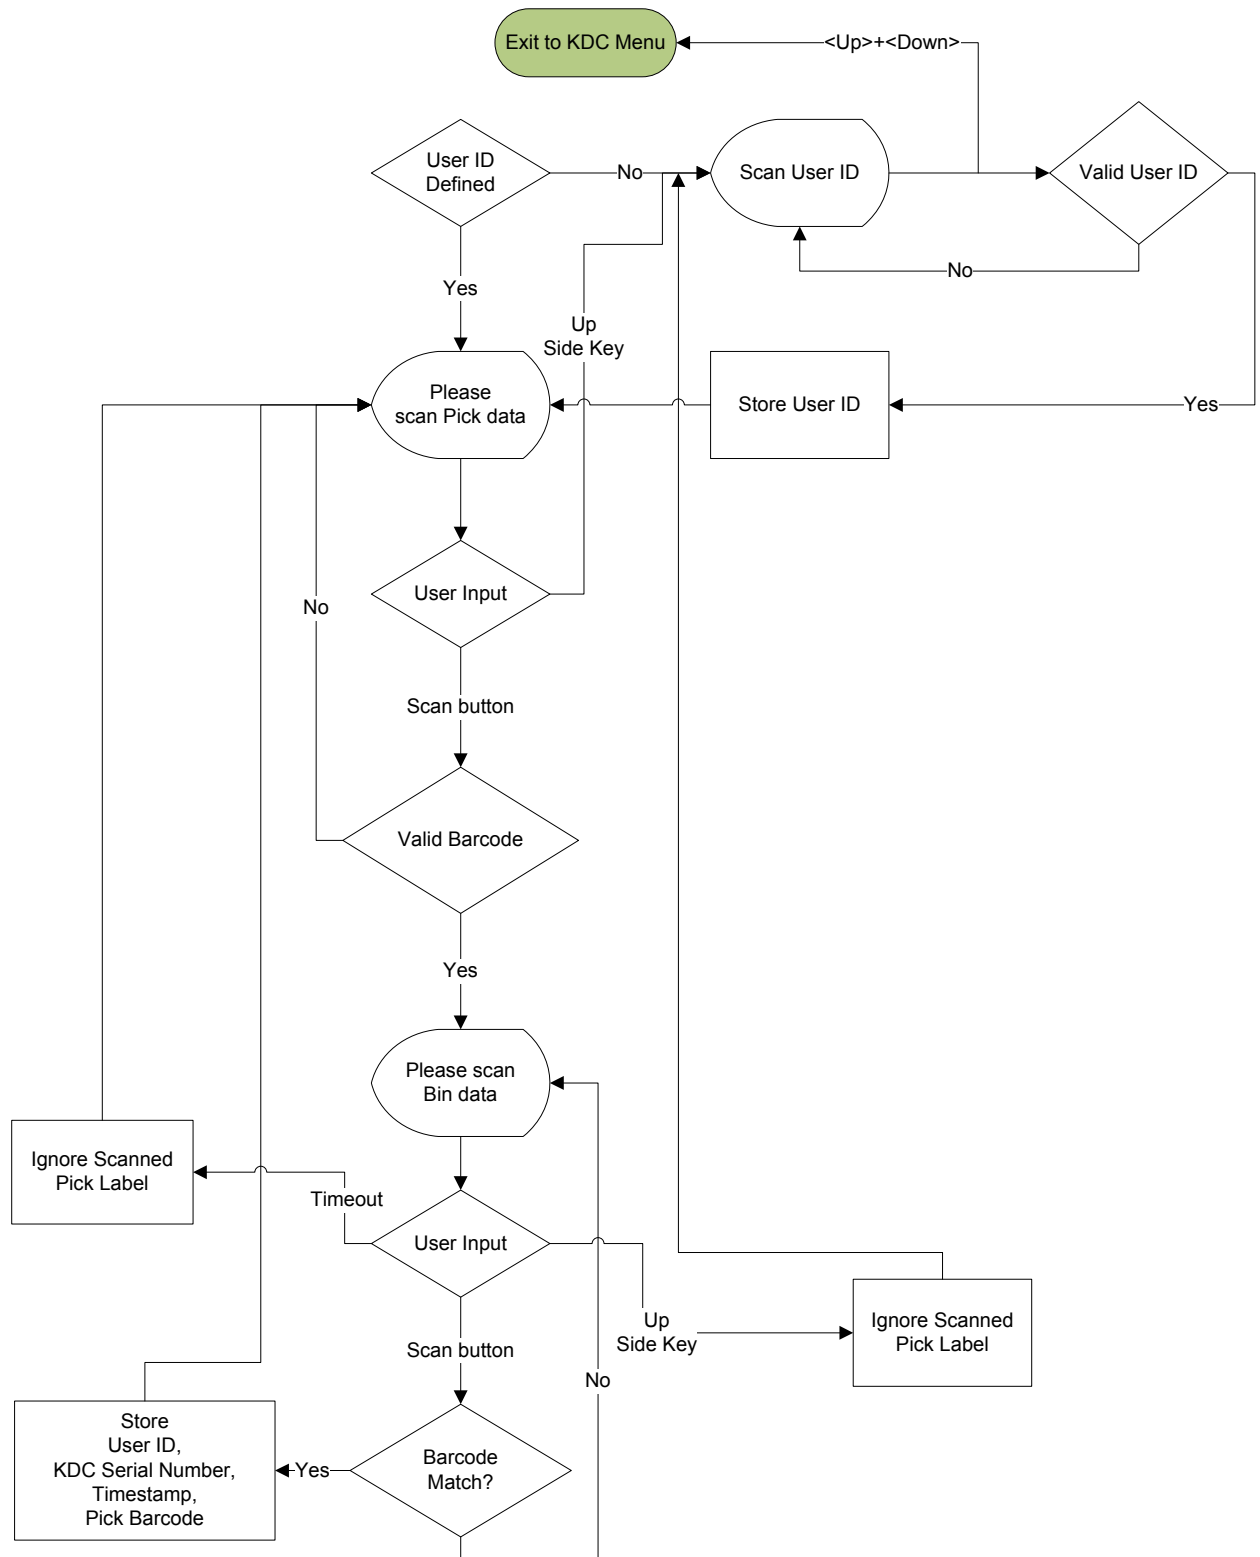 Exit to KDC Menu
<Up>+<Down>
User ID
Defined
No
Scan User ID
Valid User ID
No
Yes
Up
Side Key
Please
scan Pick data
Store User ID
Yes
User Input
No
Scan button
Valid Barcode
Yes
Please scan
Bin data
Ignore Scanned
Pick Label
Timeout
User Input
Up
Side Key
Ignore Scanned
Pick Label
Scan button
No
Store
User ID,
KDC Serial Number,
Timestamp,
Pick Barcode
Yes
Barcode
Match?